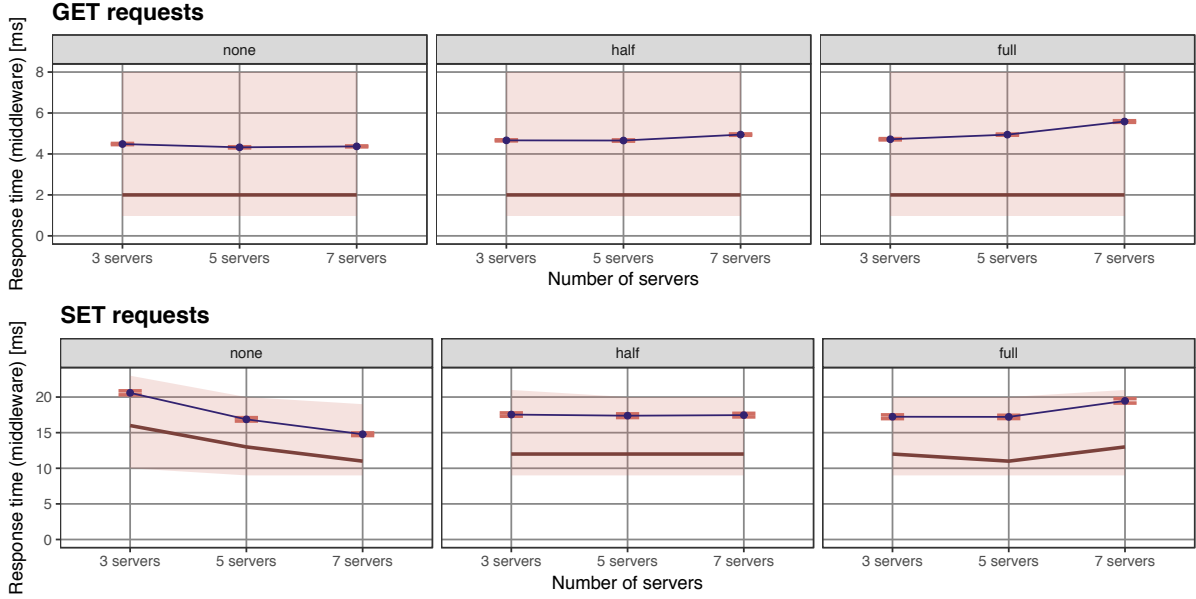 GET requests
Response time (middleware) [ms]
none
half
full
8
6
4
2
0
3 servers
5 servers
7 servers
3 servers
5 servers
7 servers
3 servers
5 servers
7 servers
Number of servers
SET requests
Response time (middleware) [ms]
none
half
full
20
15
10
5
0
3 servers
5 servers
7 servers
3 servers
5 servers
7 servers
3 servers
5 servers
7 servers
Number of servers